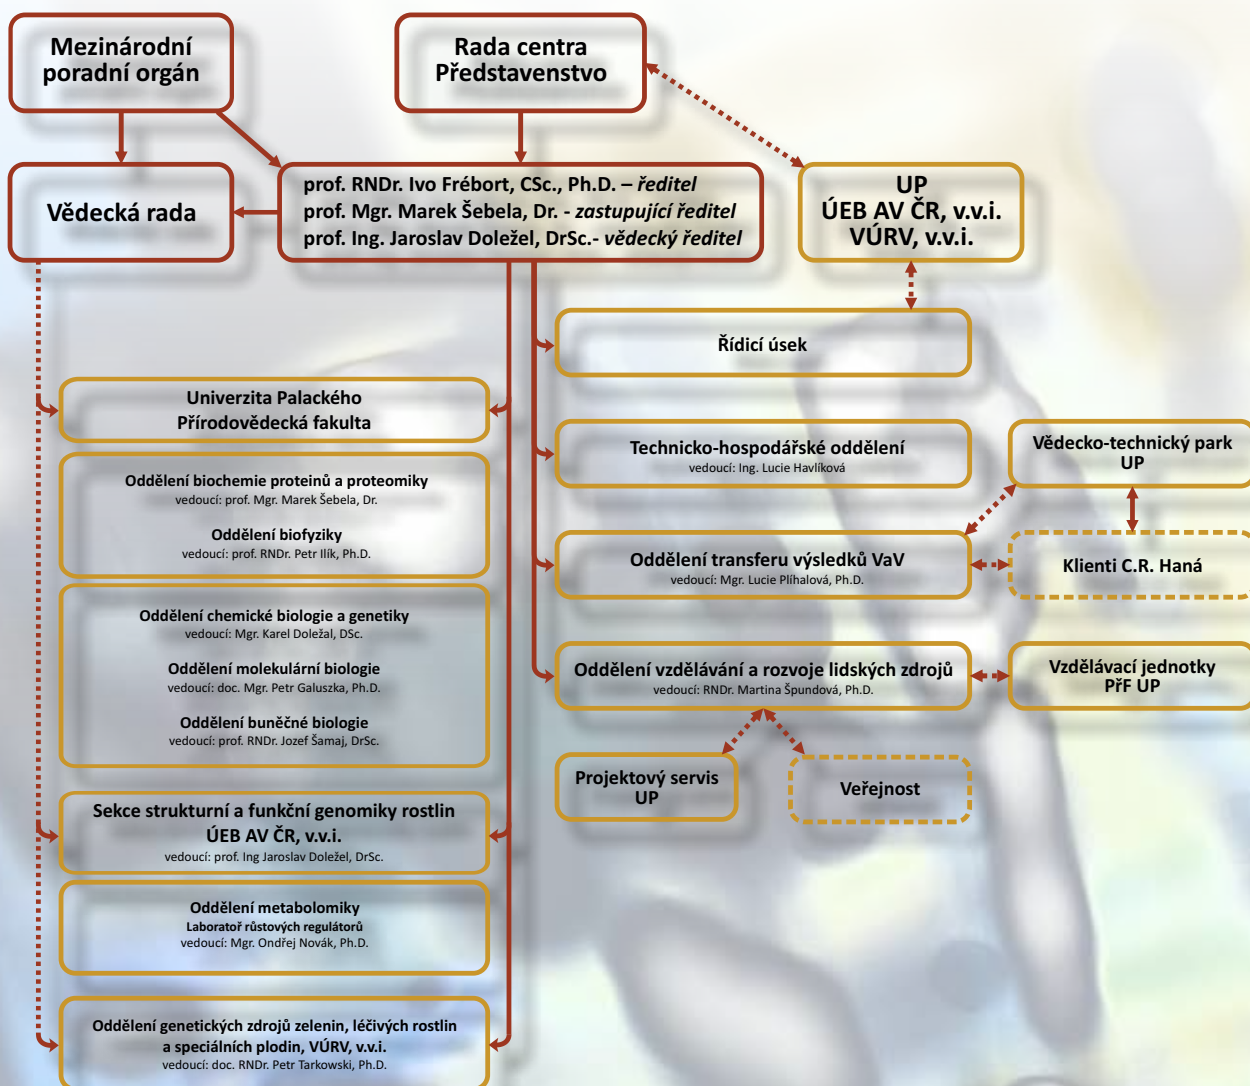 Mezinárodní
poradní orgán
Rada centra
Představenstvo
Vědecká rada
prof. RNDr. Ivo Frébort, CSc., Ph.D. – ředitel
prof. Mgr. Marek Šebela, Dr. - zastupující ředitel
prof. Ing. Jaroslav Doležel, DrSc.- vědecký ředitel
UP
ÚEB AV ČR, v.v.i.
VÚRV, v.v.i.
Řídicí úsek
Univerzita Palackého
Přírodovědecká fakulta
Technicko-hospodářské oddělení
vedoucí: Ing. Lucie Havlíková
Vědecko-technický park
UP
Oddělení biochemie proteinů a proteomiky
vedoucí: prof. Mgr. Marek Šebela, Dr.
Oddělení biofyziky
vedoucí: prof. RNDr. Petr Ilík, Ph.D.
Oddělení transferu výsledků VaV
vedoucí: Mgr. Lucie Plíhalová, Ph.D.
Klienti C.R. Haná
Oddělení chemické biologie a genetiky
vedoucí: Mgr. Karel Doležal, DSc.
Oddělení molekulární biologie
vedoucí: doc. Mgr. Petr Galuszka, Ph.D.
Oddělení buněčné biologie
vedoucí: prof. RNDr. Jozef Šamaj, DrSc.
Oddělení vzdělávání a rozvoje lidských zdrojů
vedoucí: RNDr. Martina Špundová, Ph.D.
Vzdělávací jednotky
PřF UP
Projektový servis
UP
Veřejnost
Sekce strukturní a funkční genomiky rostlin
ÚEB AV ČR, v.v.i.
vedoucí: prof. Ing Jaroslav Doležel, DrSc.
Oddělení metabolomiky
Laboratoř růstových regulátorů
vedoucí: Mgr. Ondřej Novák, Ph.D.
Oddělení genetických zdrojů zelenin, léčivých rostlin
a speciálních plodin, VÚRV, v.v.i.
vedoucí: doc. RNDr. Petr Tarkowski, Ph.D.